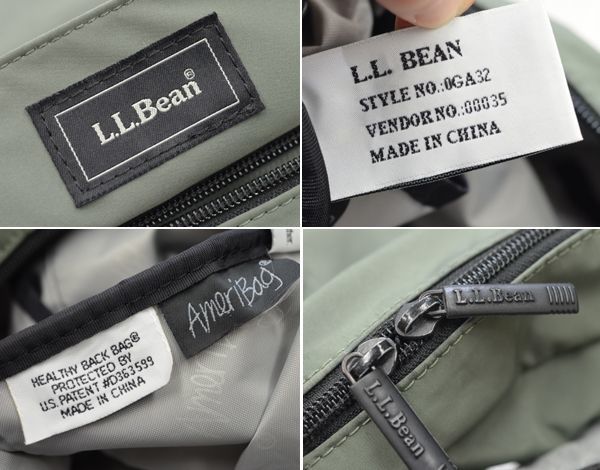 L.L.Bean®
L.L. BEAN
STYLE NO.:0GA32
VENDOR NO.:08835
MADE IN CHINA
AmeriBag®
HEALTHY BACK BAG®
PROTECTED BY
U.S. PATENT #D363599
MADE IN CHINA
L.L.Bean
L.L.Bean